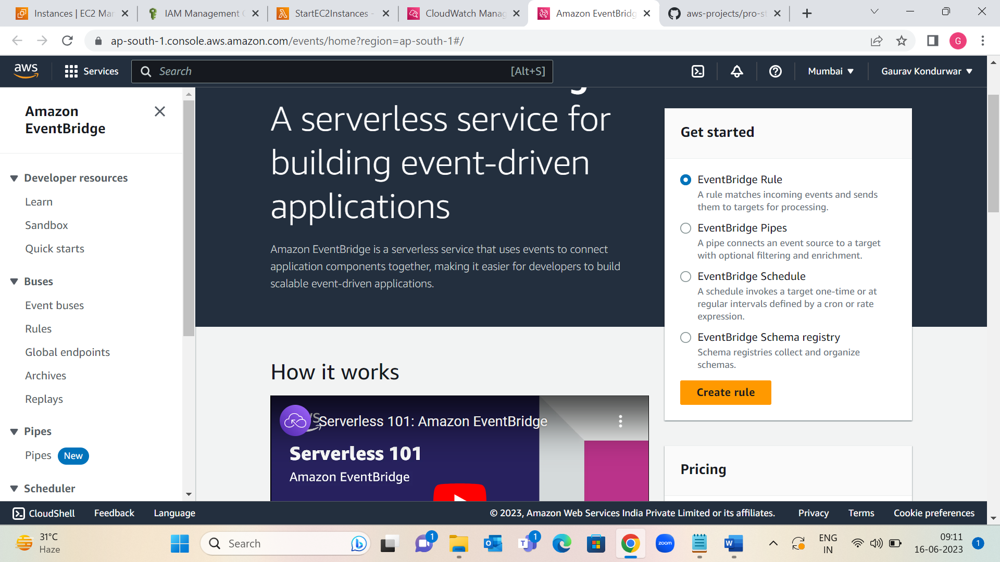 Instances | EC2 Mar
IAM Management C
StartEC2Instances -
CloudWatch Manag
Amazon EventBridg
aws-projects/pro-st
ap-south-1.console.aws.amazon.com/events/home?region=ap-south-1#/
G
aws
Services
Search
[Alt+S]
Mumbai
Gaurav Kondurwar
Amazon
EventBridge
Developer resources
Learn
Sandbox
Quick starts
Buses
Event buses
Rules
Global endpoints
Archives
Replays
Pipes
Pipes New
Scheduler
A serverless service for
building event-driven
applications
Amazon EventBridge is a serverless service that uses events to connect
application components together, making it easier for developers to build
scalable event-driven applications.
How it works
Serverless 101: Amazon EventBridge
Serverless 101
Amazon EventBridge
Get started
EventBridge Rule
A rule matches incoming events and sends
them to targets for processing.
EventBridge Pipes
A pipe connects an event source to a target
with optional filtering and enrichment.
EventBridge Schedule
A schedule invokes a target one-time or at
regular intervals defined by a cron or rate
expression.
EventBridge Schema registry
Schema registries collect and organize
schemas.
Create rule
Pricing
CloudShell
Feedback
Language
© 2023, Amazon Web Services India Private Limited or its affiliates.
Privacy
Terms
Cookie preferences
31°C
Haze
Search
1
1
zoom
ENG
IN
09:11
16-06-2023
1